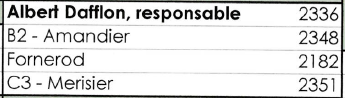 Albert Dafflon, responsable 2336
B2 - Amandier 2348
Fornerod 2182
C3 - Merisier 2351